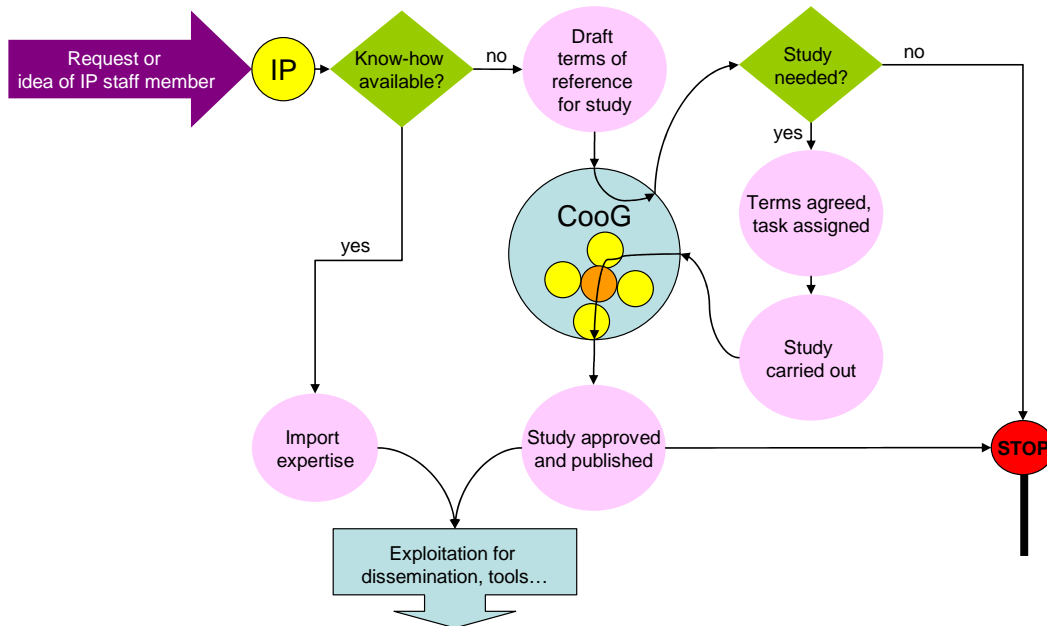 Request or
idea of IP staff member
IP
Know-how
available?
no
Draft
terms of
reference
for study
Study
needed?
no
yes
Terms agreed,
task assigned
CooG
yes
Study
carried out
Import
expertise
Study approved
and published
STOP
Exploitation for
dissemination, tools…